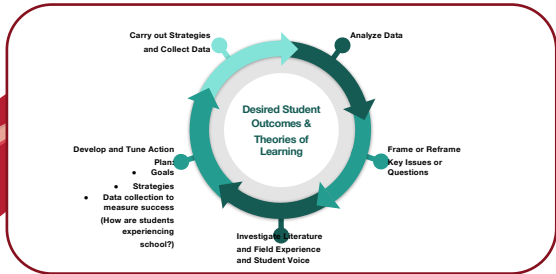 Carry out Strategies
and Collect Data
Analyze Data
Desired Student
Outcomes &
Theories of
Learning
Frame or Reframe
Key Issues or
Questions
Investigate Literature
and Field Experience
and Student Voice
Develop and Tune Action
Plan:
● Goals
● Strategies
● Data collection to
measure success
(How are students
experiencing
school?)